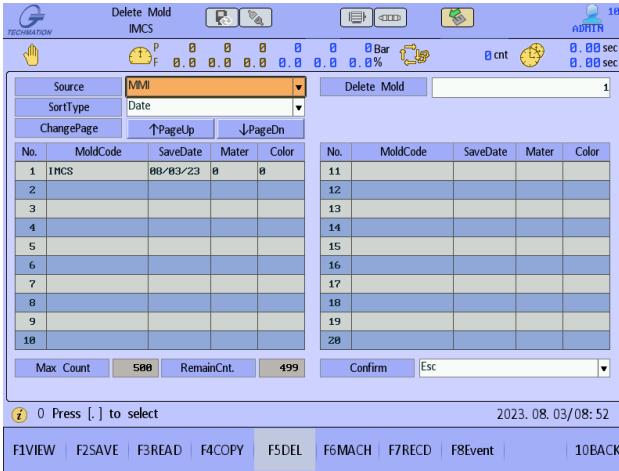 Delete Mold
IMCS
TECHMATION
10
ADMIN
P 0 0 0 0 0 0 Bar 0 cnt 0.00 sec
F 0.0 0.0 0.0 0.0 0.0 0.0% 0.00 sec
Source MMI Delete Mold 1
SortType Date
ChangePage ↑PageUp ↓PageDn
No. MoldCode SaveDate Mater Color No. MoldCode SaveDate Mater Color
1 IMCS 08/03/23 0 0 11
2 12
3 13
4 14
5 15
6 16
7 17
8 18
9 19
10 20
Max Count 500 RemainCnt. 499 Confirm Esc
i 0 Press [.] to select 2023. 08. 03/08: 52
F1VIEW F2SAVE F3READ F4COPY F5DEL F6MACH F7RECD F8Event 10BACK